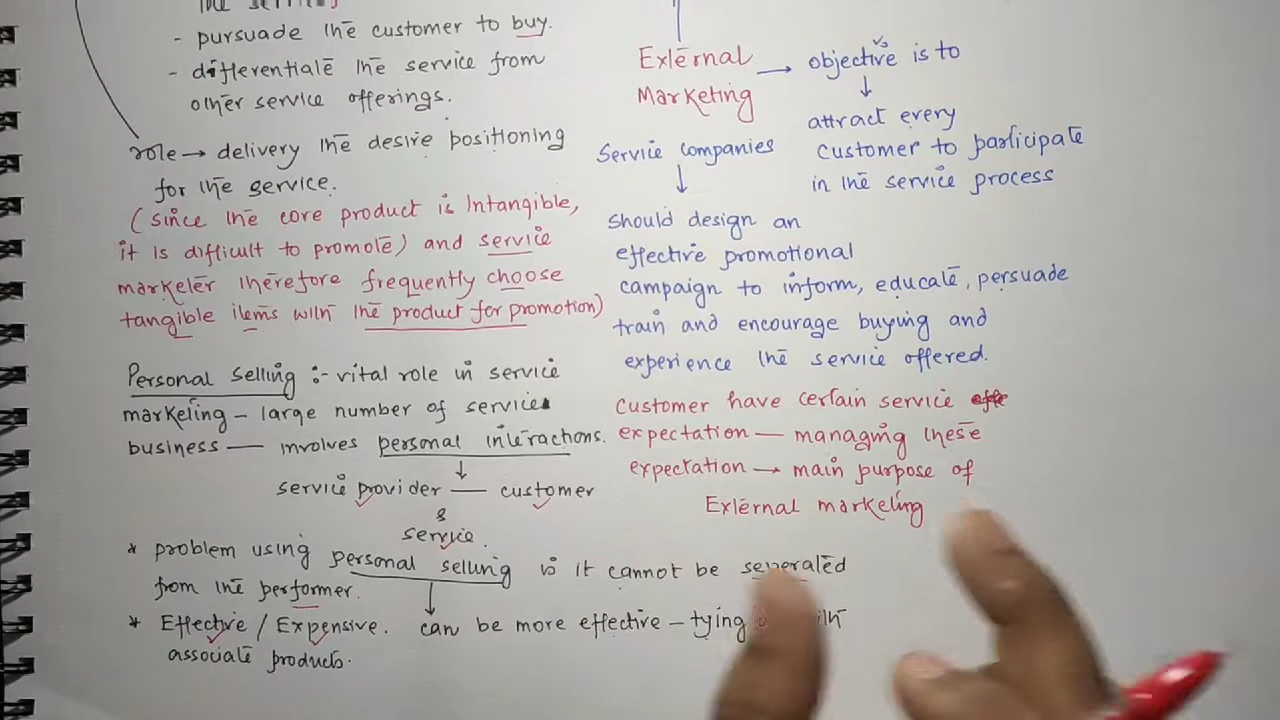 - pursuade the customer to buy.
- differentiate the service from
other service offerings.
role → delivery the desire positioning
for the service.
(since the core product is Intangible,
it is difficult to promote) and service
marketer therefore frequently choose
tangible items with the product for promotion)
Personal selling :- vital role in service
marketing - large number of service
business — involves personal interactions.
↓
service provider — customer
&
service.
* problem using personal selling is it cannot be seperated
from the performer.
* Effective / Expensive. can be more effective - tying
associate products.
External
Marketing → objective is to
↓
attract every
customer to participate
in the service process
Service companies
↓
should design an
effective promotional
campaign to inform, educate, persuade
train and encourage buying and
experience the service offered.
customer have certain service
expectation — managing these
expectation → main purpose of
External marketing